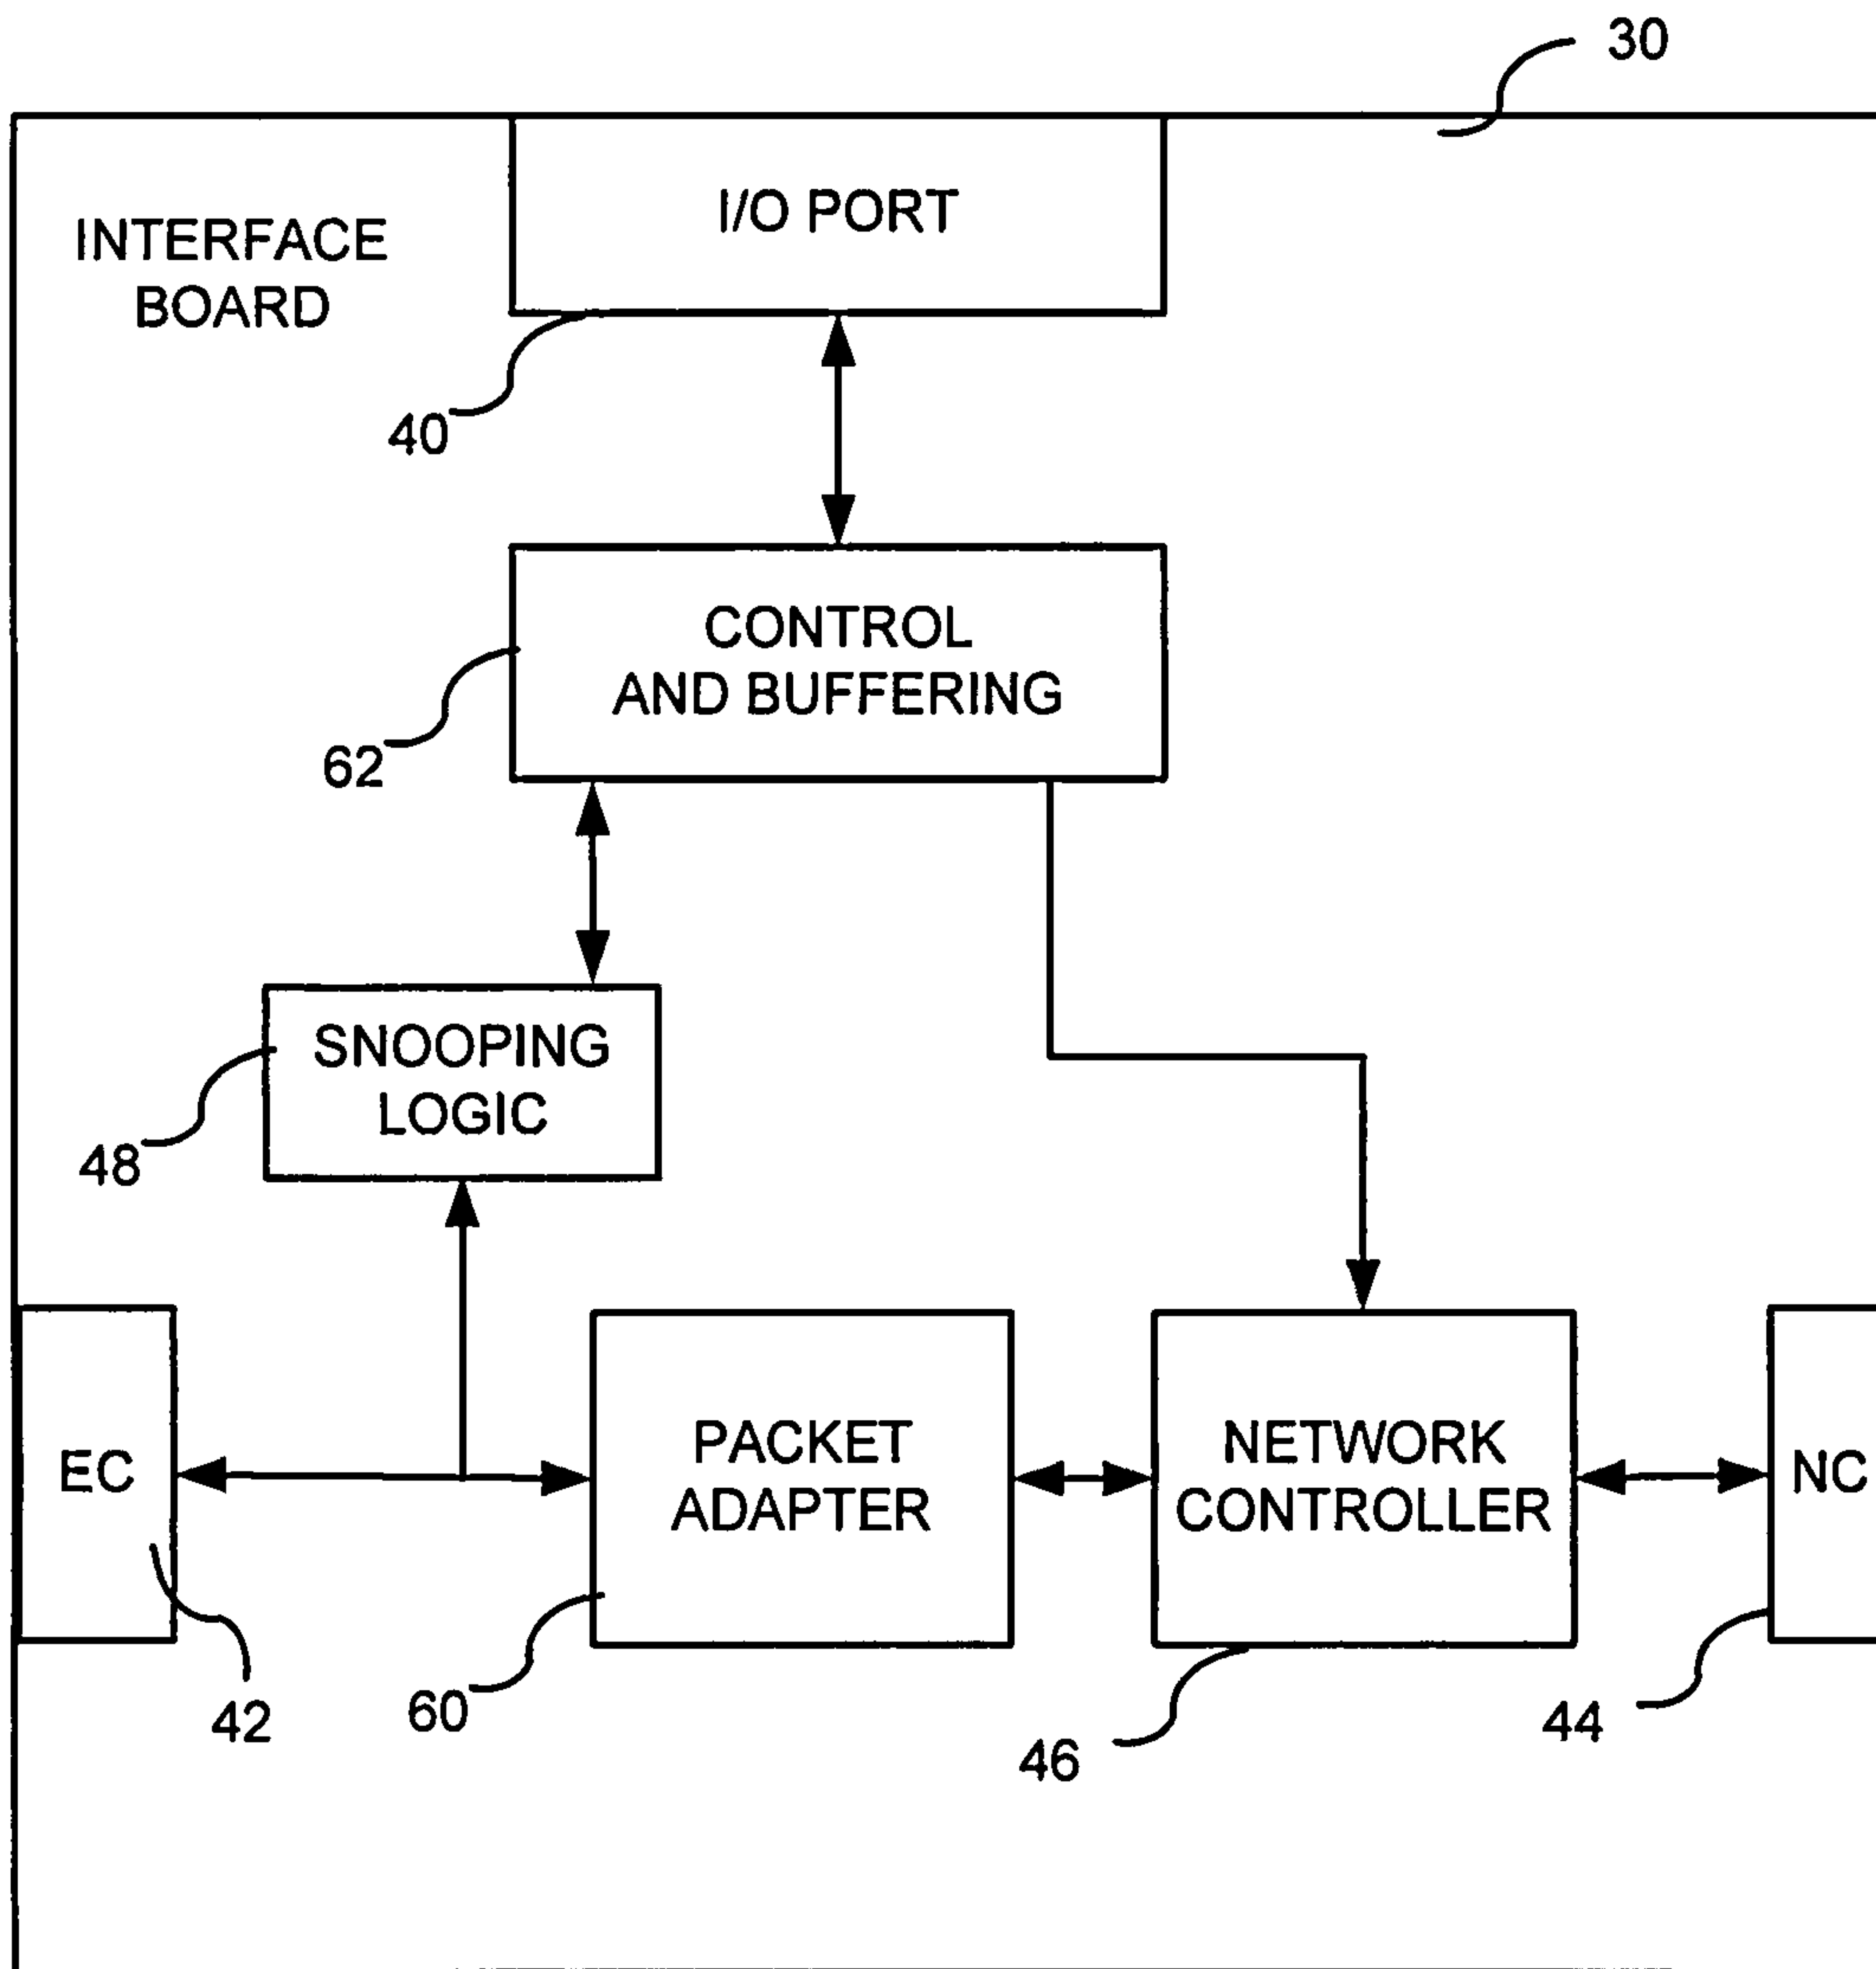 30
I/O PORT
INTERFACE
BOARD
40
CONTROL
AND BUFFERING
62
SNOOPING
LOGIC
48
EC
PACKET
ADAPTER
NETWORK
CONTROLLER
NC
42
60
46
44